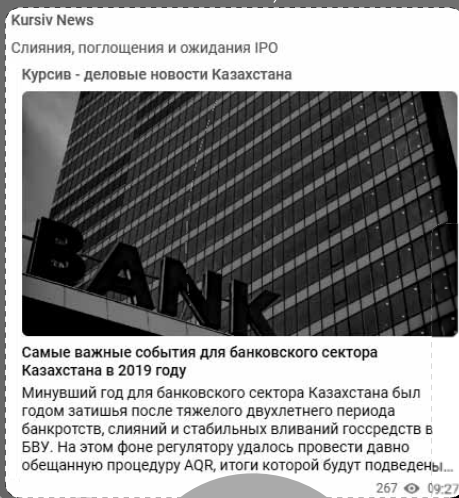 Kursiv News
Слияния, поглощения и ожидания IPO
Курсив - деловые новости Казахстана
BANK
Самые важные события для банковского сектора
Казахстана в 2019 году
Минувший год для банковского сектора Казахстана был
годом затишья после тяжелого двухлетнего периода
банкротств, слияний и стабильных вливаний госсредств в
БВУ. На этом фоне регулятору удалось провести давно
обещанную процедуру AQR, итоги которой будут подведены...
267 09:27